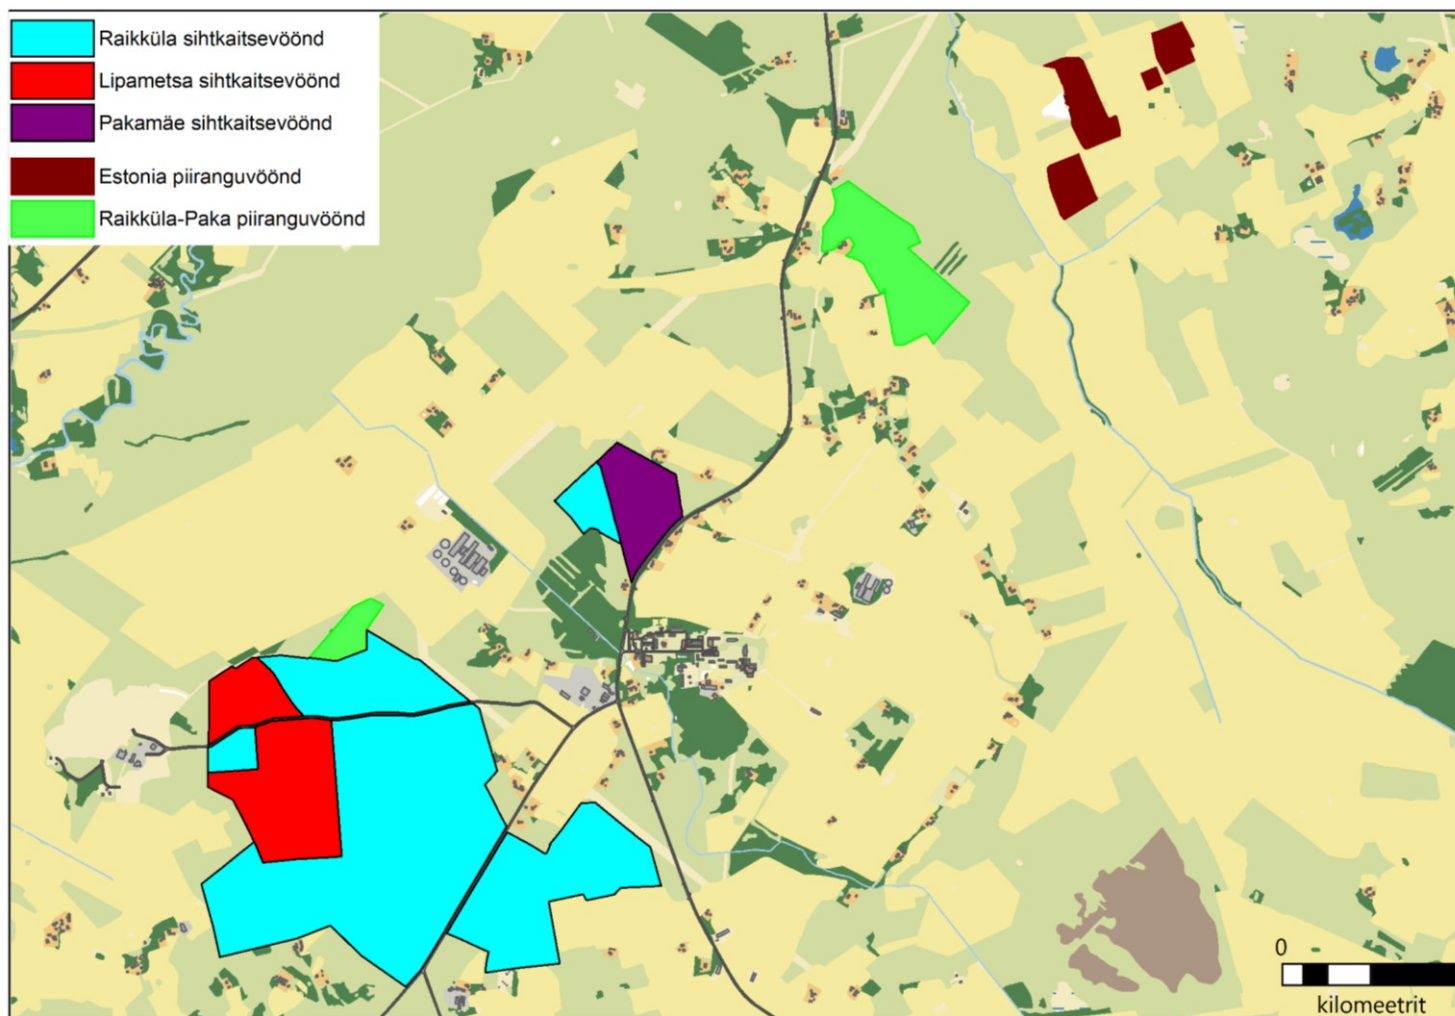 Raikküla sihtkaitsevöönd
Lipametsa sihtkaitsevöönd
Pakamäe sihtkaitsevöönd
Estonia piiranguvöönd
Raikküla-Paka piiranguvöönd
0
kilomeetrit